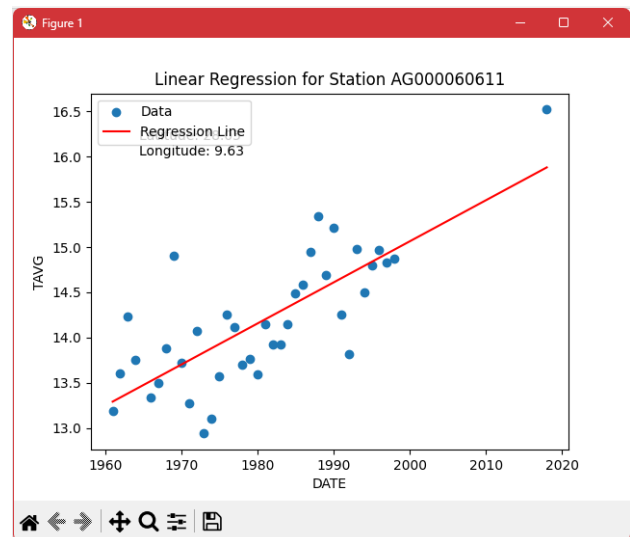 Figure 1
Linear Regression for Station AG000060611
Data
Regression Line
Longitude: 9.63
TAVG
16.5
16.0
15.5
15.0
14.5
14.0
13.5
13.0
1960 1970 1980 1990 2000 2010 2020
DATE